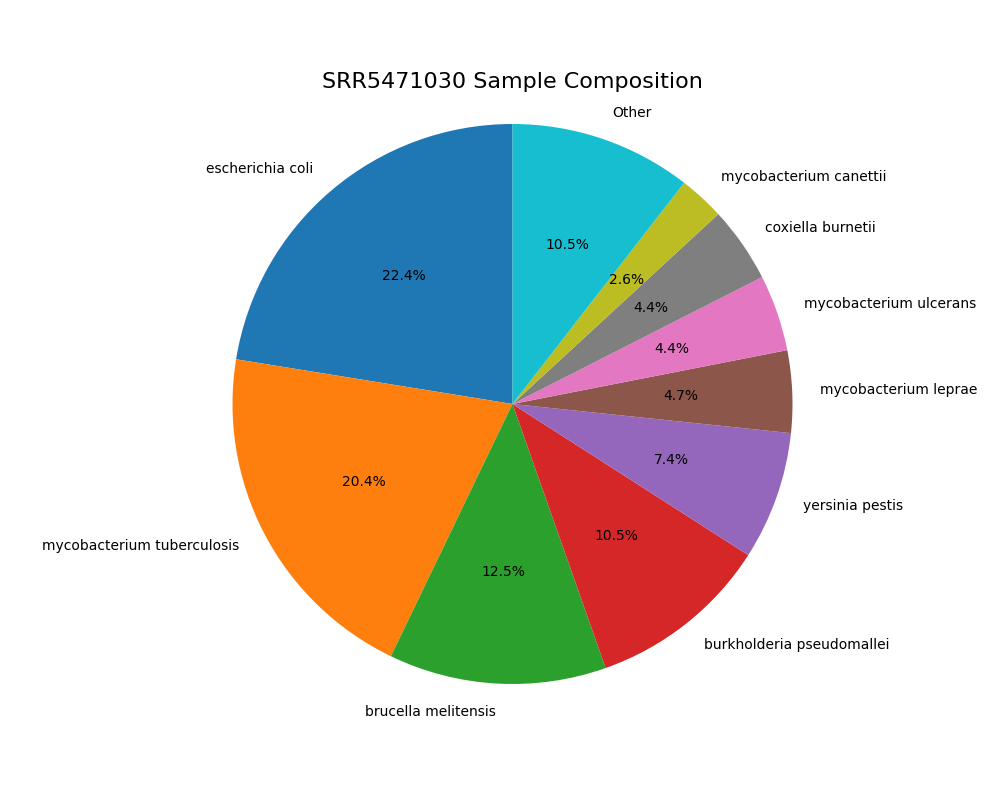 SRR5471030 Sample Composition
Other
escherichia coli
mycobacterium canettii
coxiella burnetii
mycobacterium ulcerans
mycobacterium leprae
yersinia pestis
burkholderia pseudomallei
brucella melitensis
mycobacterium tuberculosis
22.4%
10.5%
2.6%
4.4%
4.4%
4.7%
7.4%
10.5%
12.5%
20.4%